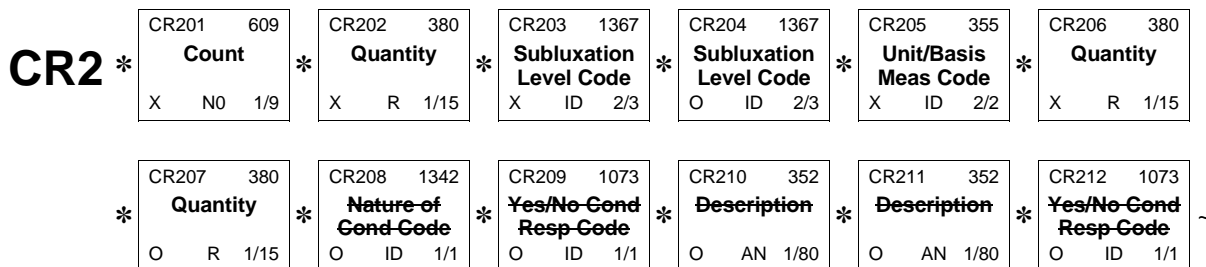 CR201 609 CR202 380 CR203 1367 CR204 1367 CR205 355 CR206 380
CR2 * Count * Quantity * Subluxation Level Code * Subluxation Level Code * Unit/Basis Meas Code * Quantity
X N0 1/9 X R 1/15 X ID 2/3 O ID 2/3 X ID 2/2 X R 1/15
CR207 380 CR208 1342 CR209 1073 CR210 352 CR211 352 CR212 1073
* Quantity * Nature of Cond Code * Yes/No Cond Resp Code * Description * Description * Yes/No Cond Resp Code ~
O R 1/15 O ID 1/1 O ID 1/1 O AN 1/80 O AN 1/80 O ID 1/1